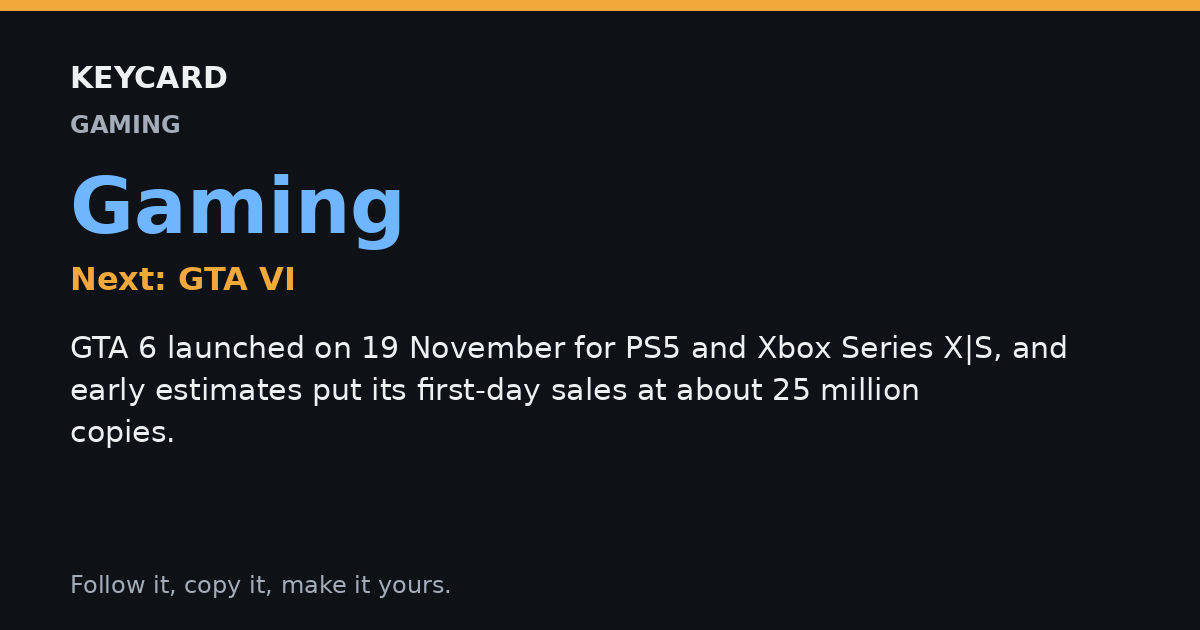 KEYCARD
GAMING
Gaming
Next: GTA VI
GTA 6 launched on 19 November for PS5 and Xbox Series X|S, and
early estimates put its first-day sales at about 25 million
copies.
Follow it, copy it, make it yours.